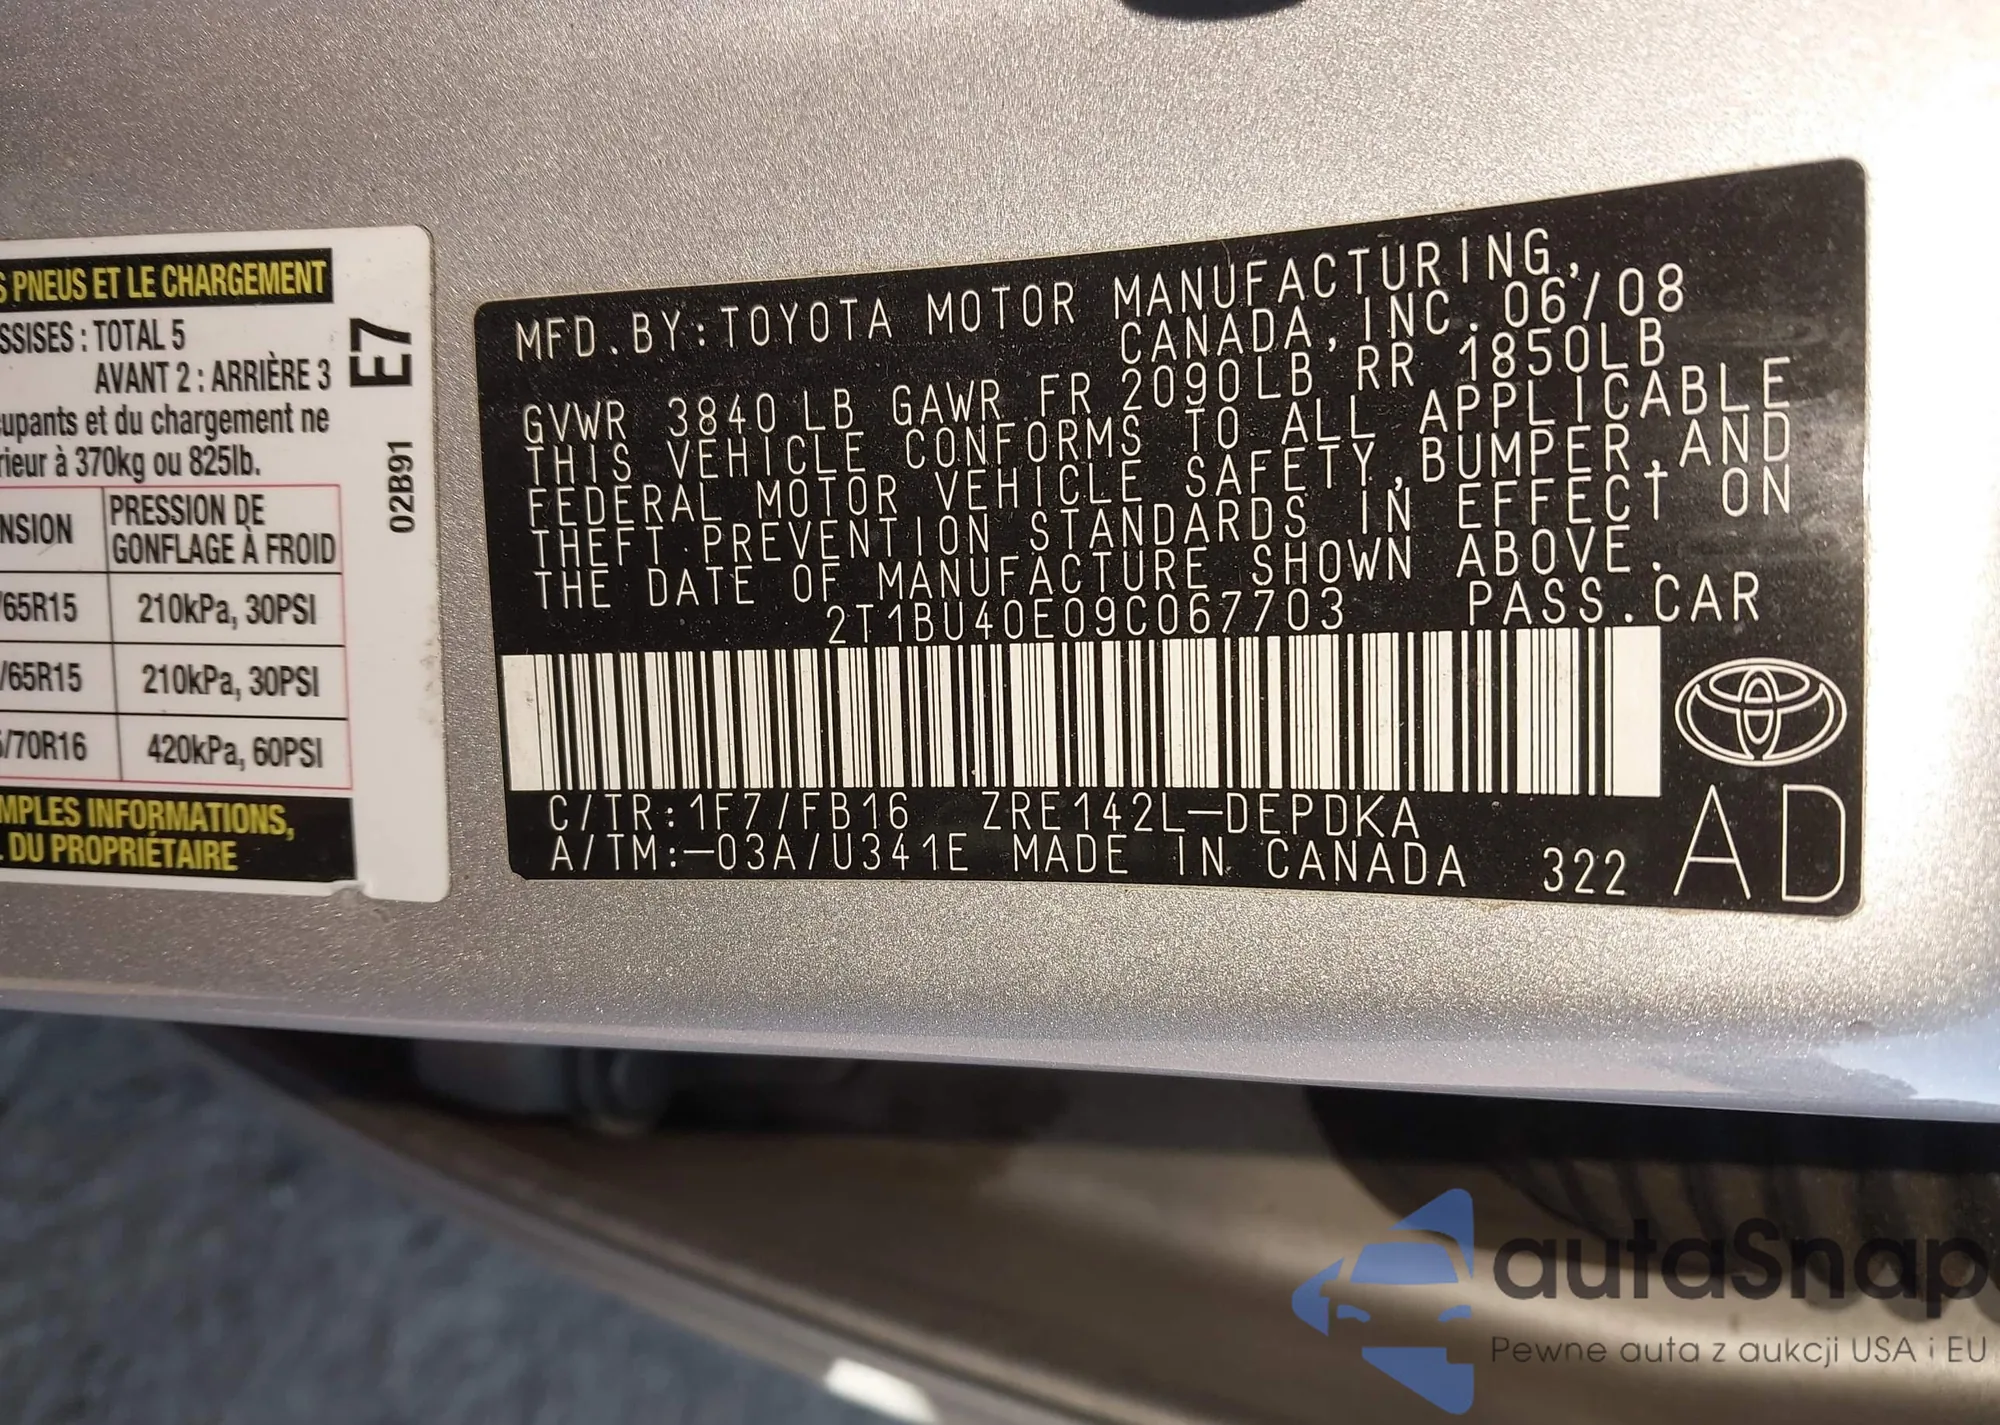 S PNEUS ET LE CHARGEMENT
SSISES : TOTAL 5
AVANT 2 : ARRIÈRE 3
cupants et du chargement ne
rieur à 370kg ou 825lb.
NSION
PRESSION DE
GONFLAGE À FROID
/65R15 210kPa, 30PSI
/65R15 210kPa, 30PSI
/70R16 420kPa, 60PSI
MPLES INFORMATIONS,
DU PROPRIÉTAIRE
E7
02B91
MFD. BY: TOYOTA MOTOR MANUFACTURING,
CANADA, INC. 06/08
GVWR 3840 LB GAWR FR 2090LB RR 1850LB
THIS VEHICLE CONFORMS TO ALL APPLICABLE
FEDERAL MOTOR VEHICLE SAFETY, BUMPER, AND
THEFT PREVENTION STANDARDS IN EFFECT ON
THE DATE OF MANUFACTURE SHOWN ABOVE.
2T1BU40E09C067703 PASS. CAR
C/TR: 1F7/FB16 ZRE142L-DEPDKA
A/TM:-03A/U341E MADE IN CANADA 322
AD
autaSnap
Pewne auta z aukcji USA i EU